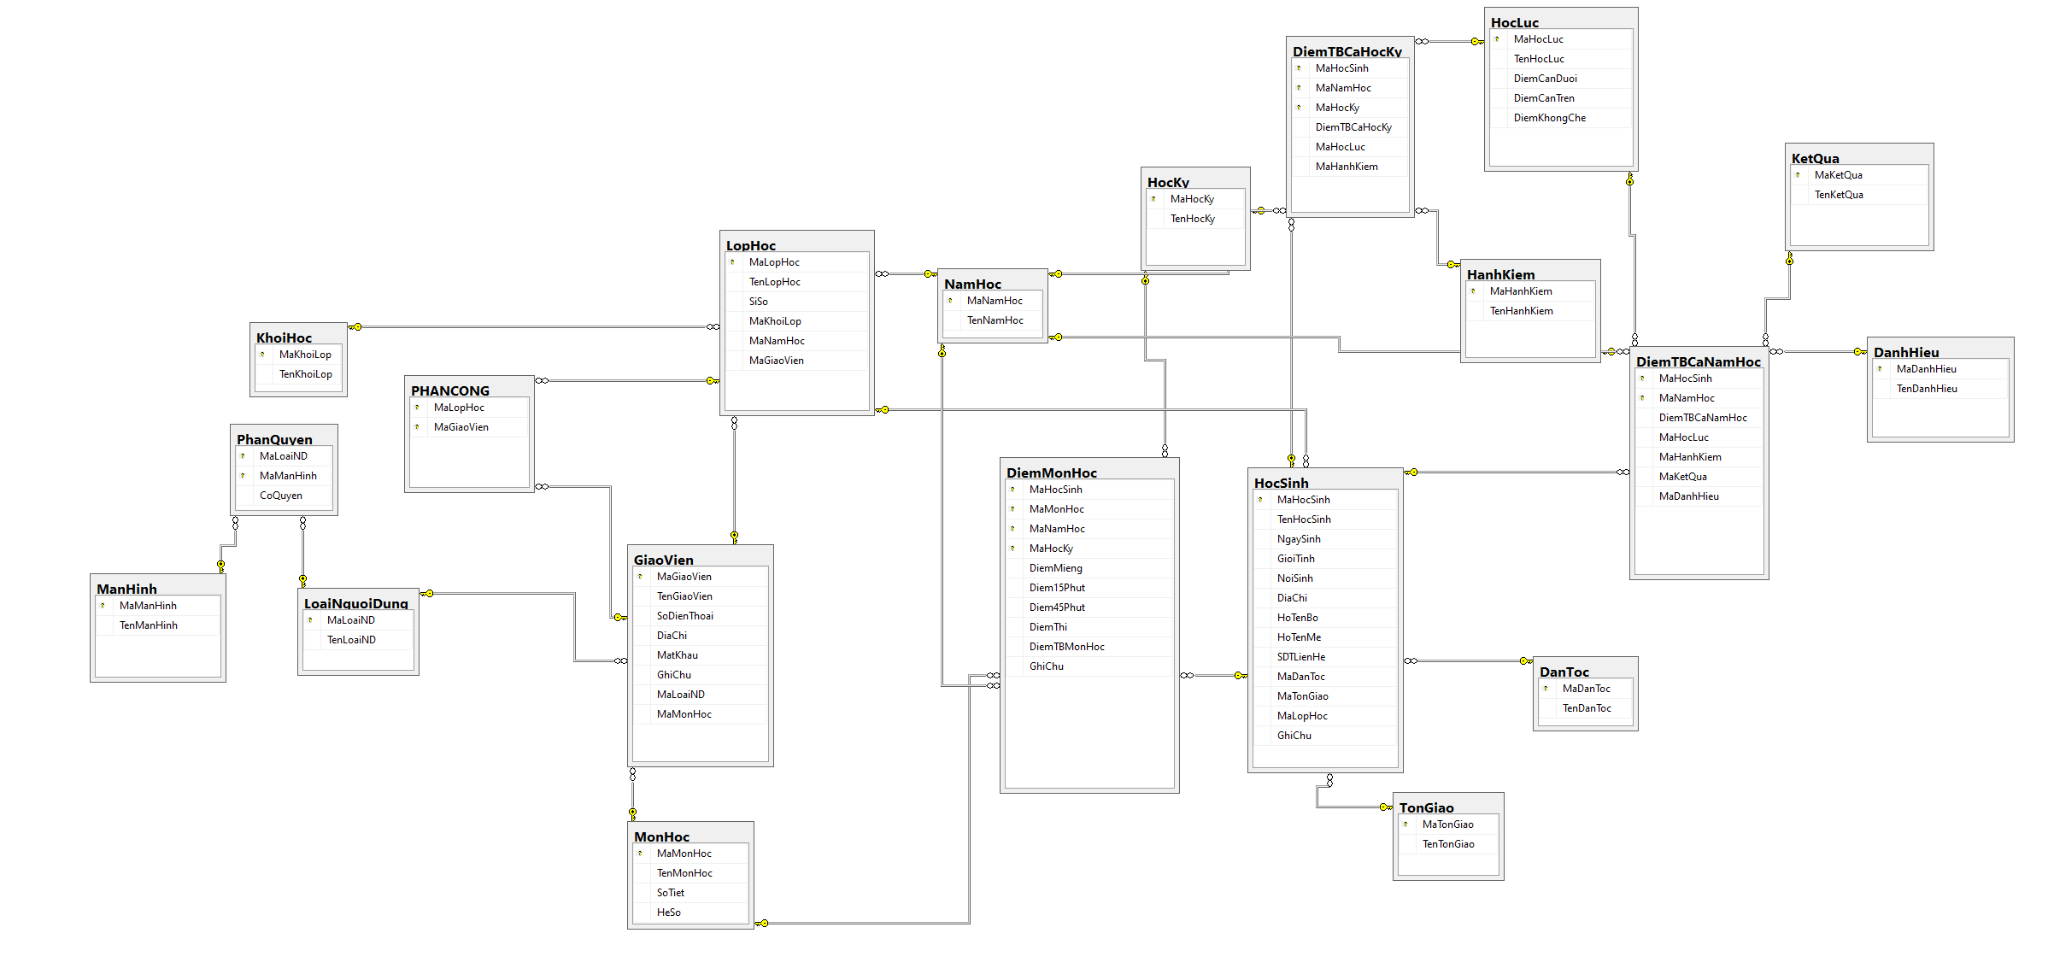 HocLuc
MaHocLuc
TenHocLuc
DiemCanDuoi
DiemCanTren
DiemKhongChe
DiemTBCaHocKy
MaHocSinh
MaNamHoc
MaHocKy
DiemTBCaHocKy
MaHocLuc
MaHanhKiem
KetQua
MaKetQua
TenKetQua
HocKy
MaHocKy
TenHocKy
LopHoc
MaLopHoc
TenLopHoc
SiSo
MaKhoiLop
MaNamHoc
MaGiaoVien
HanhKiem
MaHanhKiem
TenHanhKiem
NamHoc
MaNamHoc
TenNamHoc
KhoiHoc
MaKhoiLop
TenKhoiLop
DanhHieu
MaDanhHieu
TenDanhHieu
DiemTBCaNamHoc
MaHocSinh
MaNamHoc
DiemTBCaNamHoc
MaHocLuc
MaHanhKiem
MaKetQua
MaDanhHieu
PHANCONG
MaLopHoc
MaGiaoVien
PhanQuyen
MaLoaiND
MaManHinh
CoQuyen
DiemMonHoc
MaHocSinh
MaMonHoc
MaNamHoc
MaHocKy
DiemMieng
Diem15Phut
Diem45Phut
DiemThi
DiemTBMonHoc
GhiChu
HocSinh
MaHocSinh
TenHocSinh
NgaySinh
GioiTinh
NoiSinh
DiaChi
HoTenBo
HoTenMe
SDTLienHe
MaDanToc
MaTonGiao
MaLopHoc
GhiChu
GiaoVien
MaGiaoVien
TenGiaoVien
SoDienThoai
DiaChi
MatKhau
GhiChu
MaLoaiND
MaMonHoc
ManHinh
MaManHinh
TenManHinh
LoaiNguoiDung
MaLoaiND
TenLoaiND
DanToc
MaDanToc
TenDanToc
TonGiao
MaTonGiao
TenTonGiao
MonHoc
MaMonHoc
TenMonHoc
SoTiet
HeSo